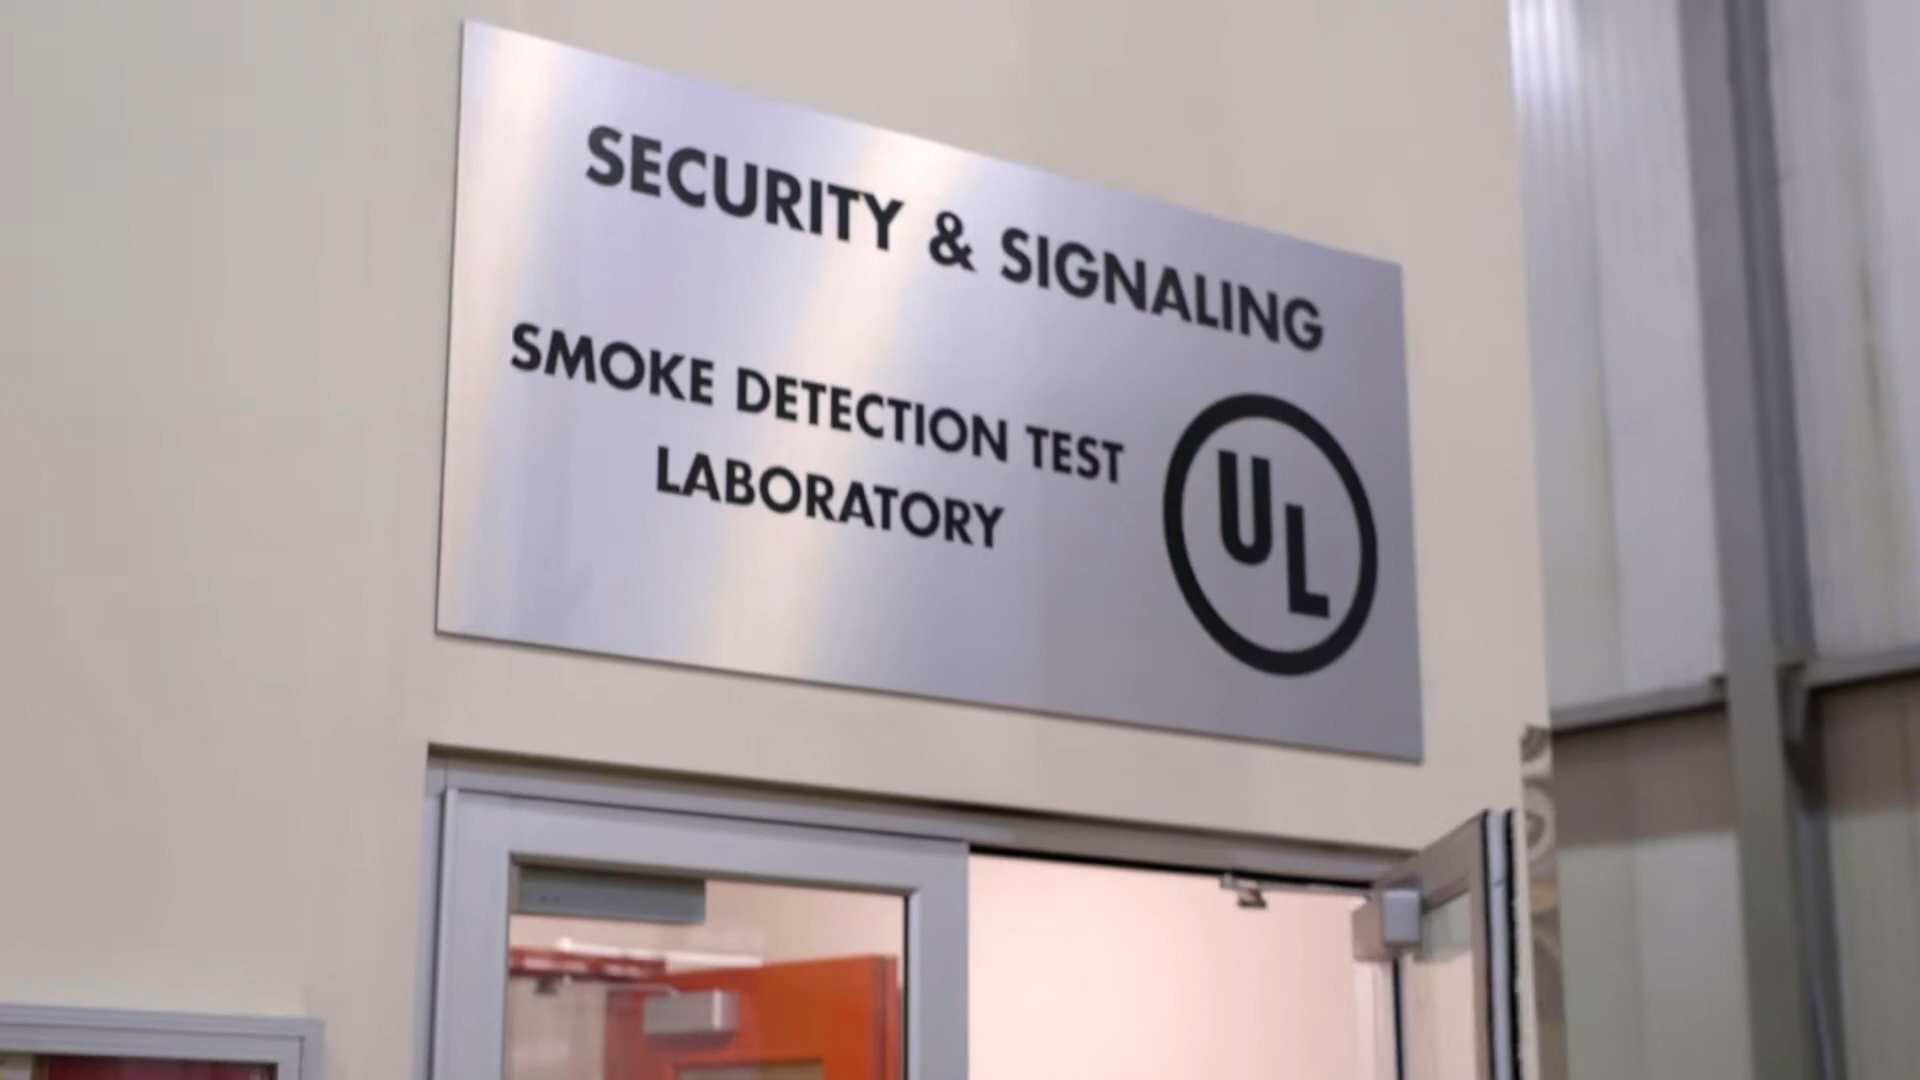 SECURITY & SIGNALING
SMOKE DETECTION TEST
LABORATORY
UL